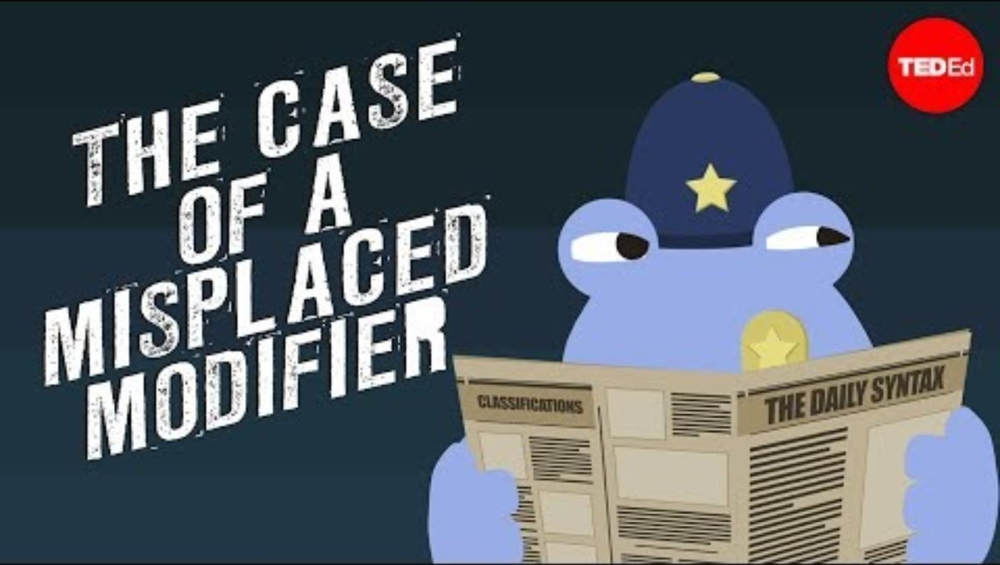 THE CASE
OF A
MISPLACED
MODIFIER
TEDEd
CLASSIFICATIONS
THE DAILY SYNTAX